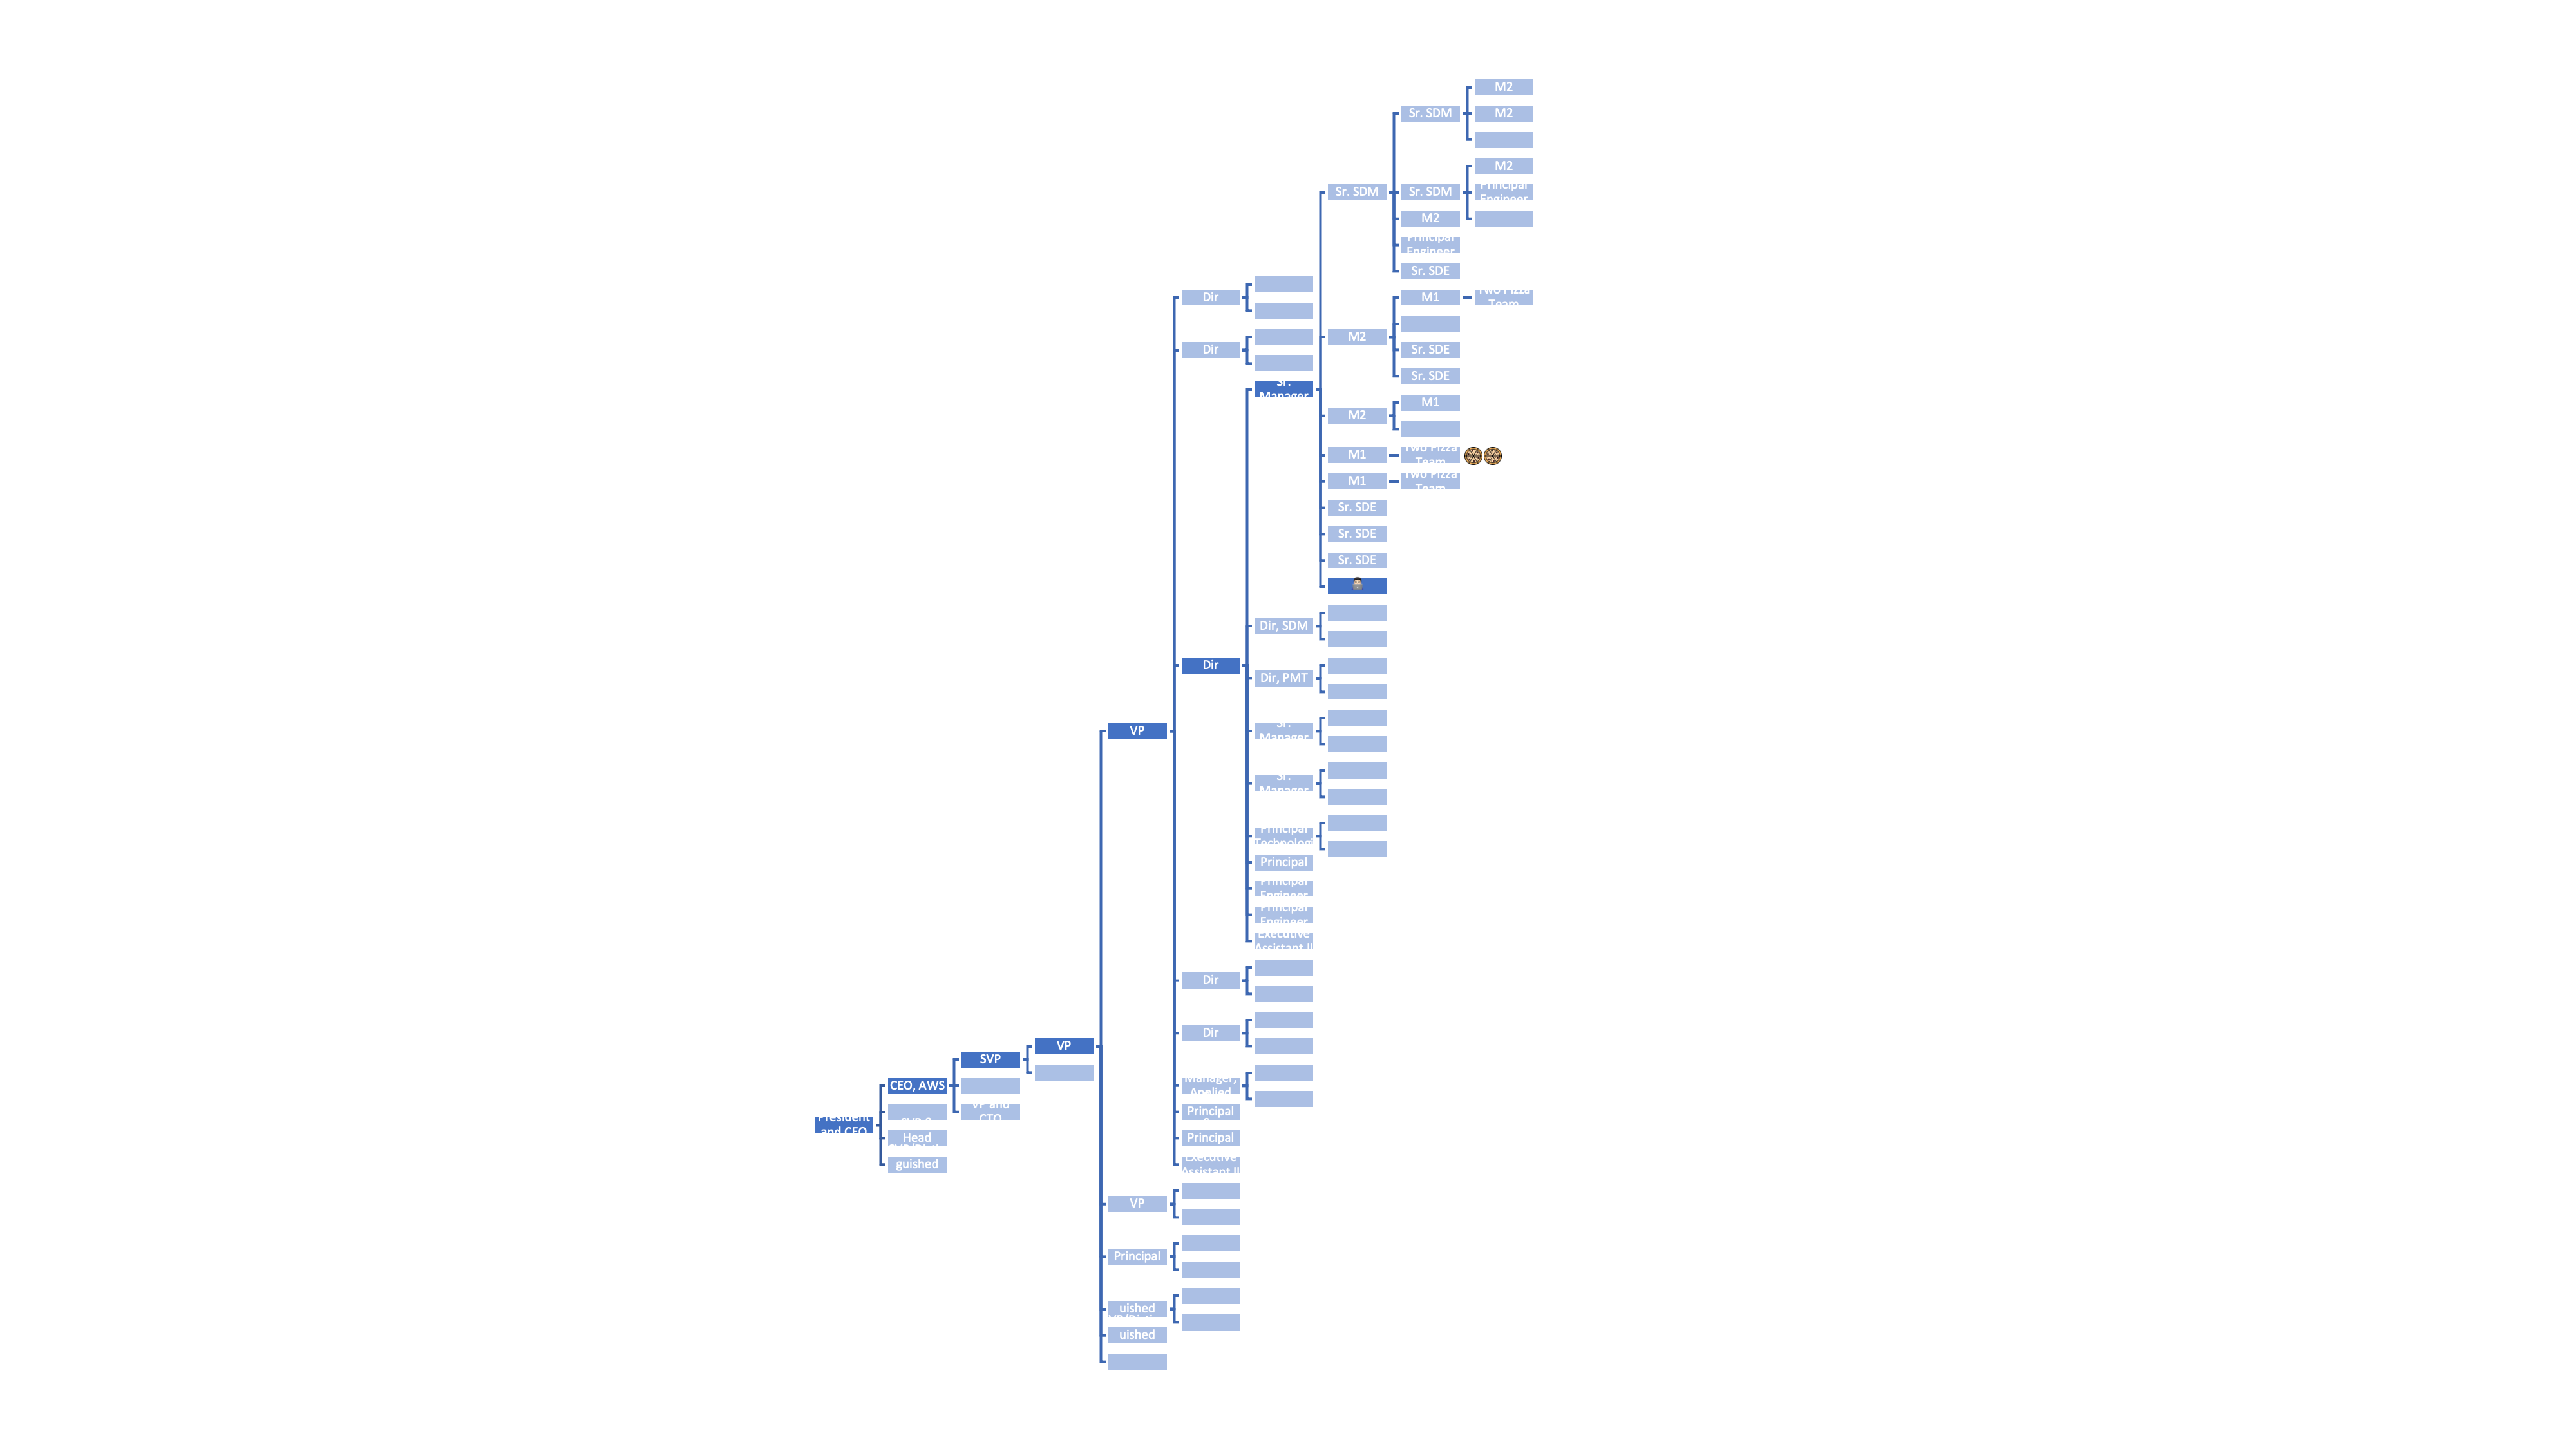 M2
Sr. SDM
M2
M2
Sr. SDM
Sr. SDM
Principal
Engineer
M2
Principal
Engineer
Sr. SDE
Dir
M1
Two Pizza
Team
M2
Dir
Sr. SDE
Sr. SDE
Sr.
Manager
M1
M2
M1
Two Pizza
Team
M1
Two Pizza
Team
Sr. SDE
Sr. SDE
Sr. SDE
Dir, SDM
Dir
Dir, PMT
VP
Sr.
Manager
Sr.
Manager
Principal
Principal
Principal
Engineer
Principal
Engineer
Executive
Assistant II
Dir
Dir
VP
SVP
CEO, AWS
Manager,
Applied
VP and
CTO
Principal
President
and CEO
Head
Principal
guished
Executive
Assistant II
VP
Principal
uished
uished